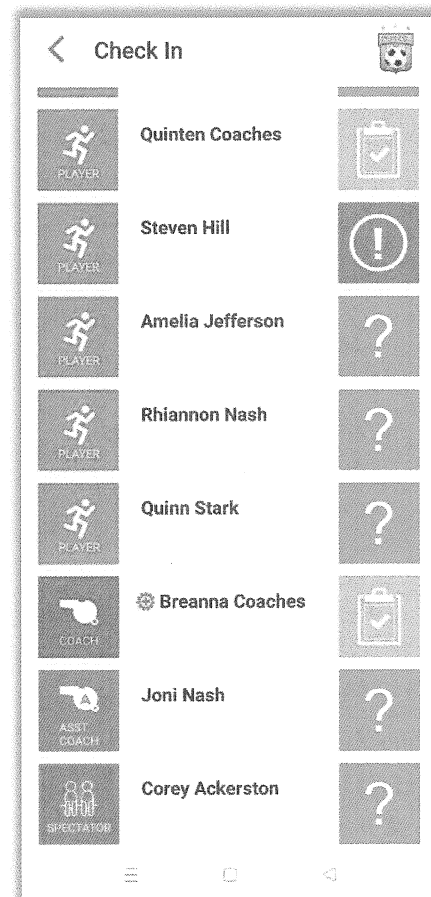 Check In
PLAYER
Quinten Coaches
PLAYER
Steven Hill
!
PLAYER
Amelia Jefferson
?
PLAYER
Rhiannon Nash
?
PLAYER
Quinn Stark
?
COACH
Breanna Coaches
A
ASST
COACH
Joni Nash
?
SPECTATOR
Corey Ackerston
?